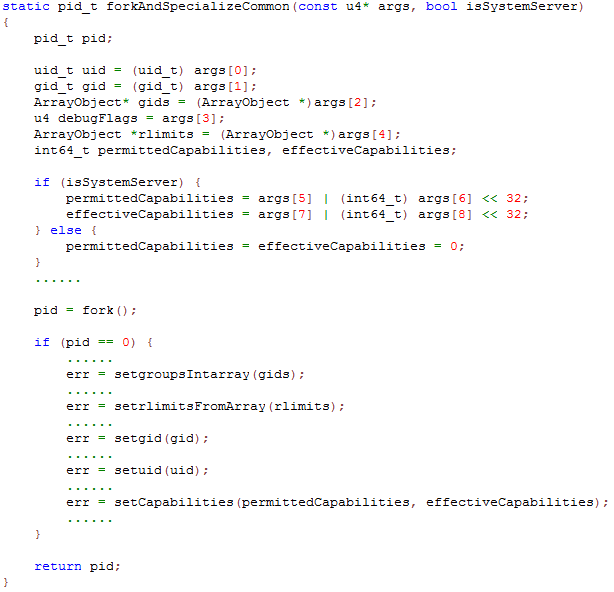 static pid_t forkAndSpecializeCommon(const u4* args, bool isSystemServer)
{
    pid_t pid;

    uid_t uid = (uid_t) args[0];
    gid_t gid = (gid_t) args[1];
    ArrayObject* gids = (ArrayObject *)args[2];
    u4 debugFlags = args[3];
    ArrayObject *rlimits = (ArrayObject *)args[4];
    int64_t permittedCapabilities, effectiveCapabilities;

    if (isSystemServer) {
        permittedCapabilities = args[5] | (int64_t) args[6] << 32;
        effectiveCapabilities = args[7] | (int64_t) args[8] << 32;
    } else {
        permittedCapabilities = effectiveCapabilities = 0;
    }
    ......

    pid = fork();

    if (pid == 0) {
        ......
        err = setgroupsIntarray(gids);
        ......
        err = setrlimitsFromArray(rlimits);
        ......
        err = setgid(gid);
        ......
        err = setuid(uid);
        ......
        err = setCapabilities(permittedCapabilities, effectiveCapabilities);
        ......
    }

    return pid;
}